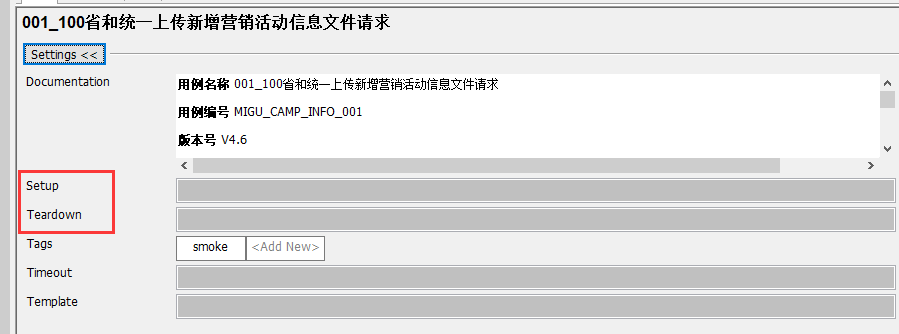 001_100省和统一上传新增营销活动信息文件请求
Settings <<
Documentation
用例名称 001_100省和统一上传新增营销活动信息文件请求
用例编号 MIGU_CAMP_INFO_001
版本号 V4.6
Setup
Teardown
Tags
smoke <Add New>
Timeout
Template